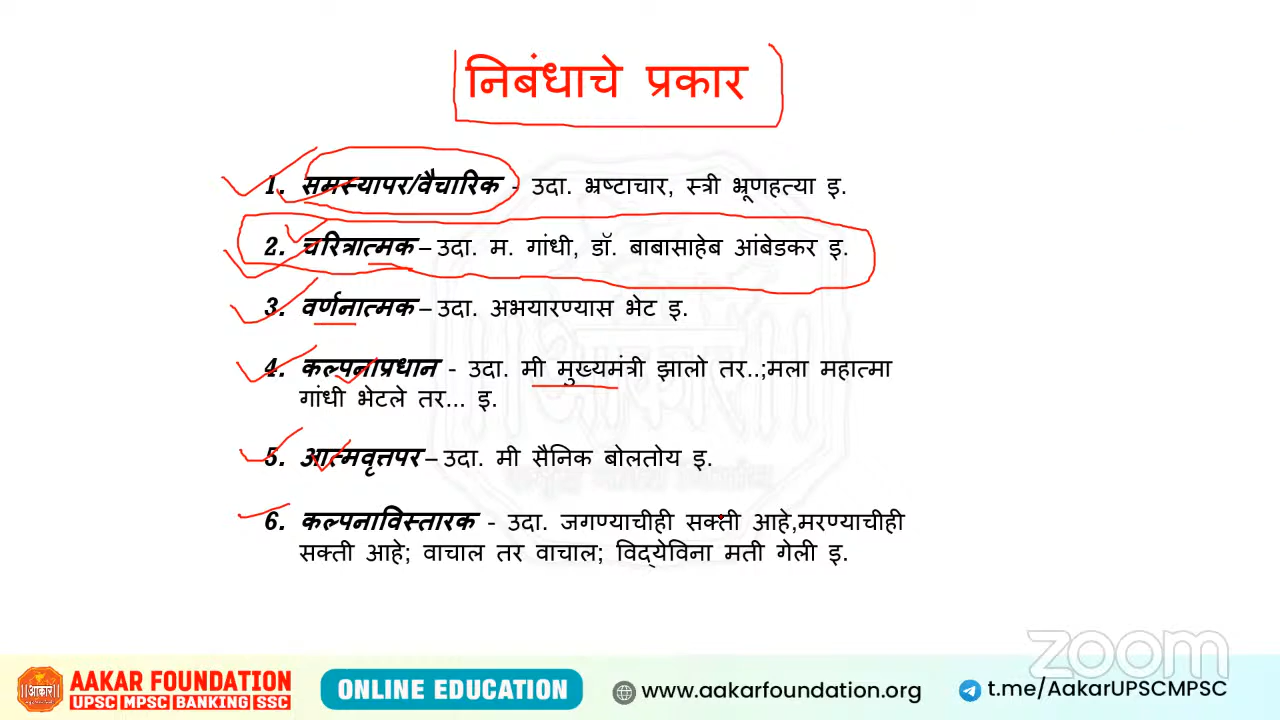 निबंधाचे प्रकार
1. समस्यापर/वैचारिक - उदा. भ्रष्टाचार, स्त्री भ्रूणहत्या इ.
2. चरित्रात्मक – उदा. म. गांधी, डॉ. बाबासाहेब आंबेडकर इ.
3. वर्णनात्मक – उदा. अभयारण्यास भेट इ.
4. कल्पनाप्रधान - उदा. मी मुख्यमंत्री झालो तर..;मला महात्मा
गांधी भेटले तर... इ.
5. आत्मवृत्तपर – उदा. मी सैनिक बोलतोय इ.
6. कल्पनाविस्तारक - उदा. जगण्याचीही सक्ती आहे,मरण्याचीही
सक्ती आहे; वाचाल तर वाचाल; विद्येविना मती गेली इ.
zoom
॥आकार॥
AAKAR FOUNDATION
UPSC MPSC BANKING SSC
ONLINE EDUCATION
www.aakarfoundation.org
t.me/AakarUPSCMPSC